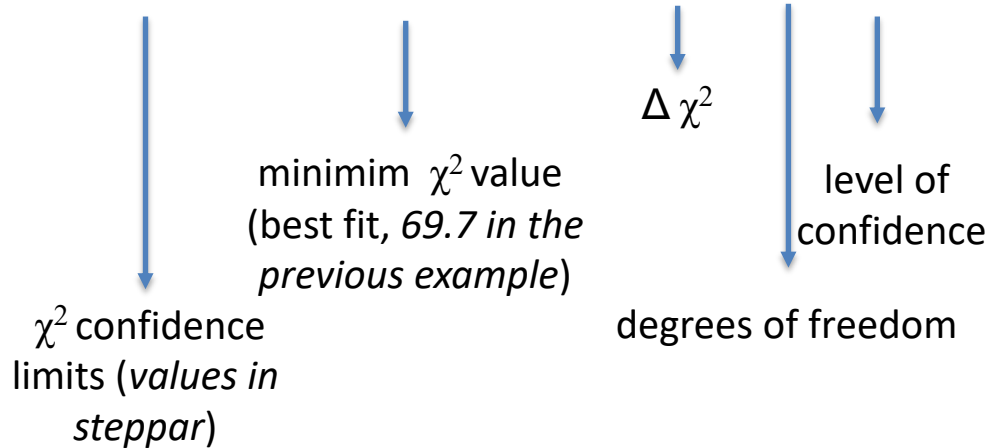 Δ χ²
minimim χ² value
(best fit, 69.7 in the
previous example)
level of
confidence
χ² confidence
limits (values in
steppar)
degrees of freedom